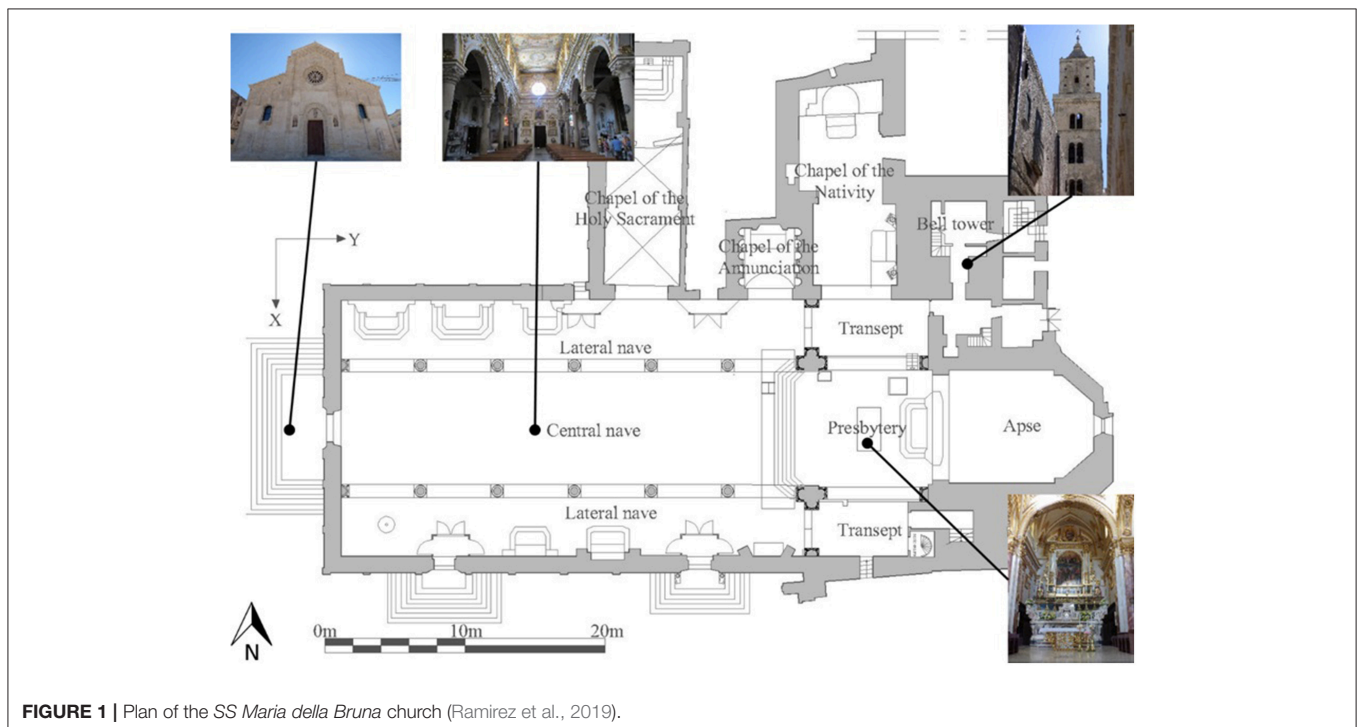 Chapel of the
Holy Sacrament
Chapel of the
Nativity
Bell tower
Chapel of the
Annunciation
Y
X
Transept
Lateral nave
Central nave
Presbytery
Apse
Lateral nave
Transept
N
0m
10m
20m
FIGURE 1 | Plan of the SS Maria della Bruna church (Ramirez et al., 2019).